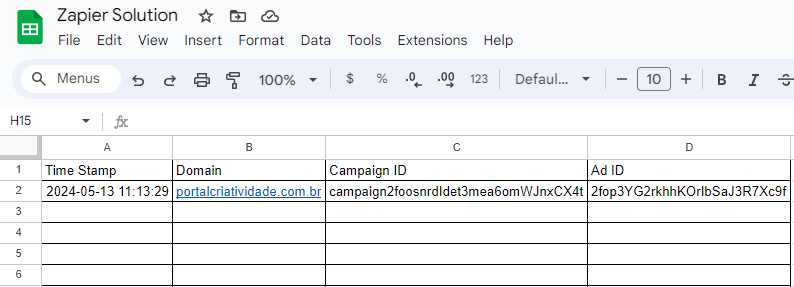 Zapier Solution
File Edit View Insert Format Data Tools Extensions Help
Menus 100% $ % .0 .00 123 Defaul... − 10 + B I S
H15 fx
A B C D
1 Time Stamp Domain Campaign ID Ad ID
2 2024-05-13 11:13:29 portalcriatividade.com.br campaign2foosnrdIdet3mea6omWJnxCX4t 2fop3YG2rkhhKOrIbSaJ3R7Xc9f
3
4
5
6